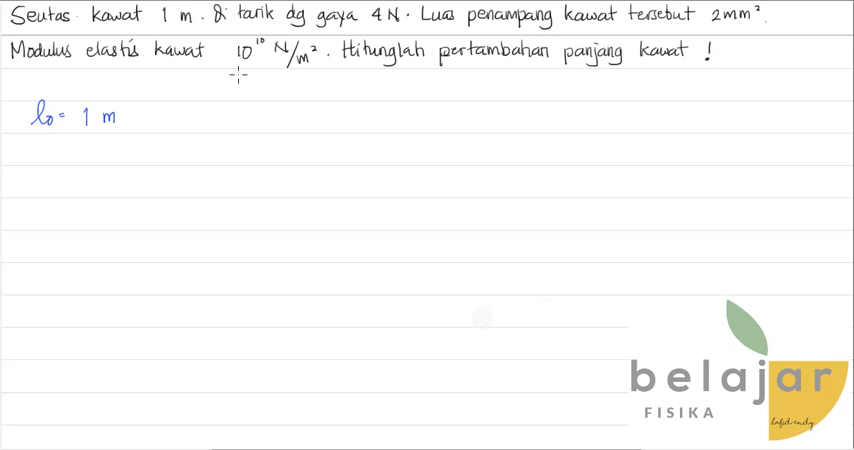 Seutas kawat 1 m. di tarik dg gaya 4 N. Luas penampang kawat tersebut 2mm².
Modulus elastis kawat 10¹⁰ N/m². Hitunglah pertambahan panjang kawat !
l₀ = 1 m
belajar
FISIKA